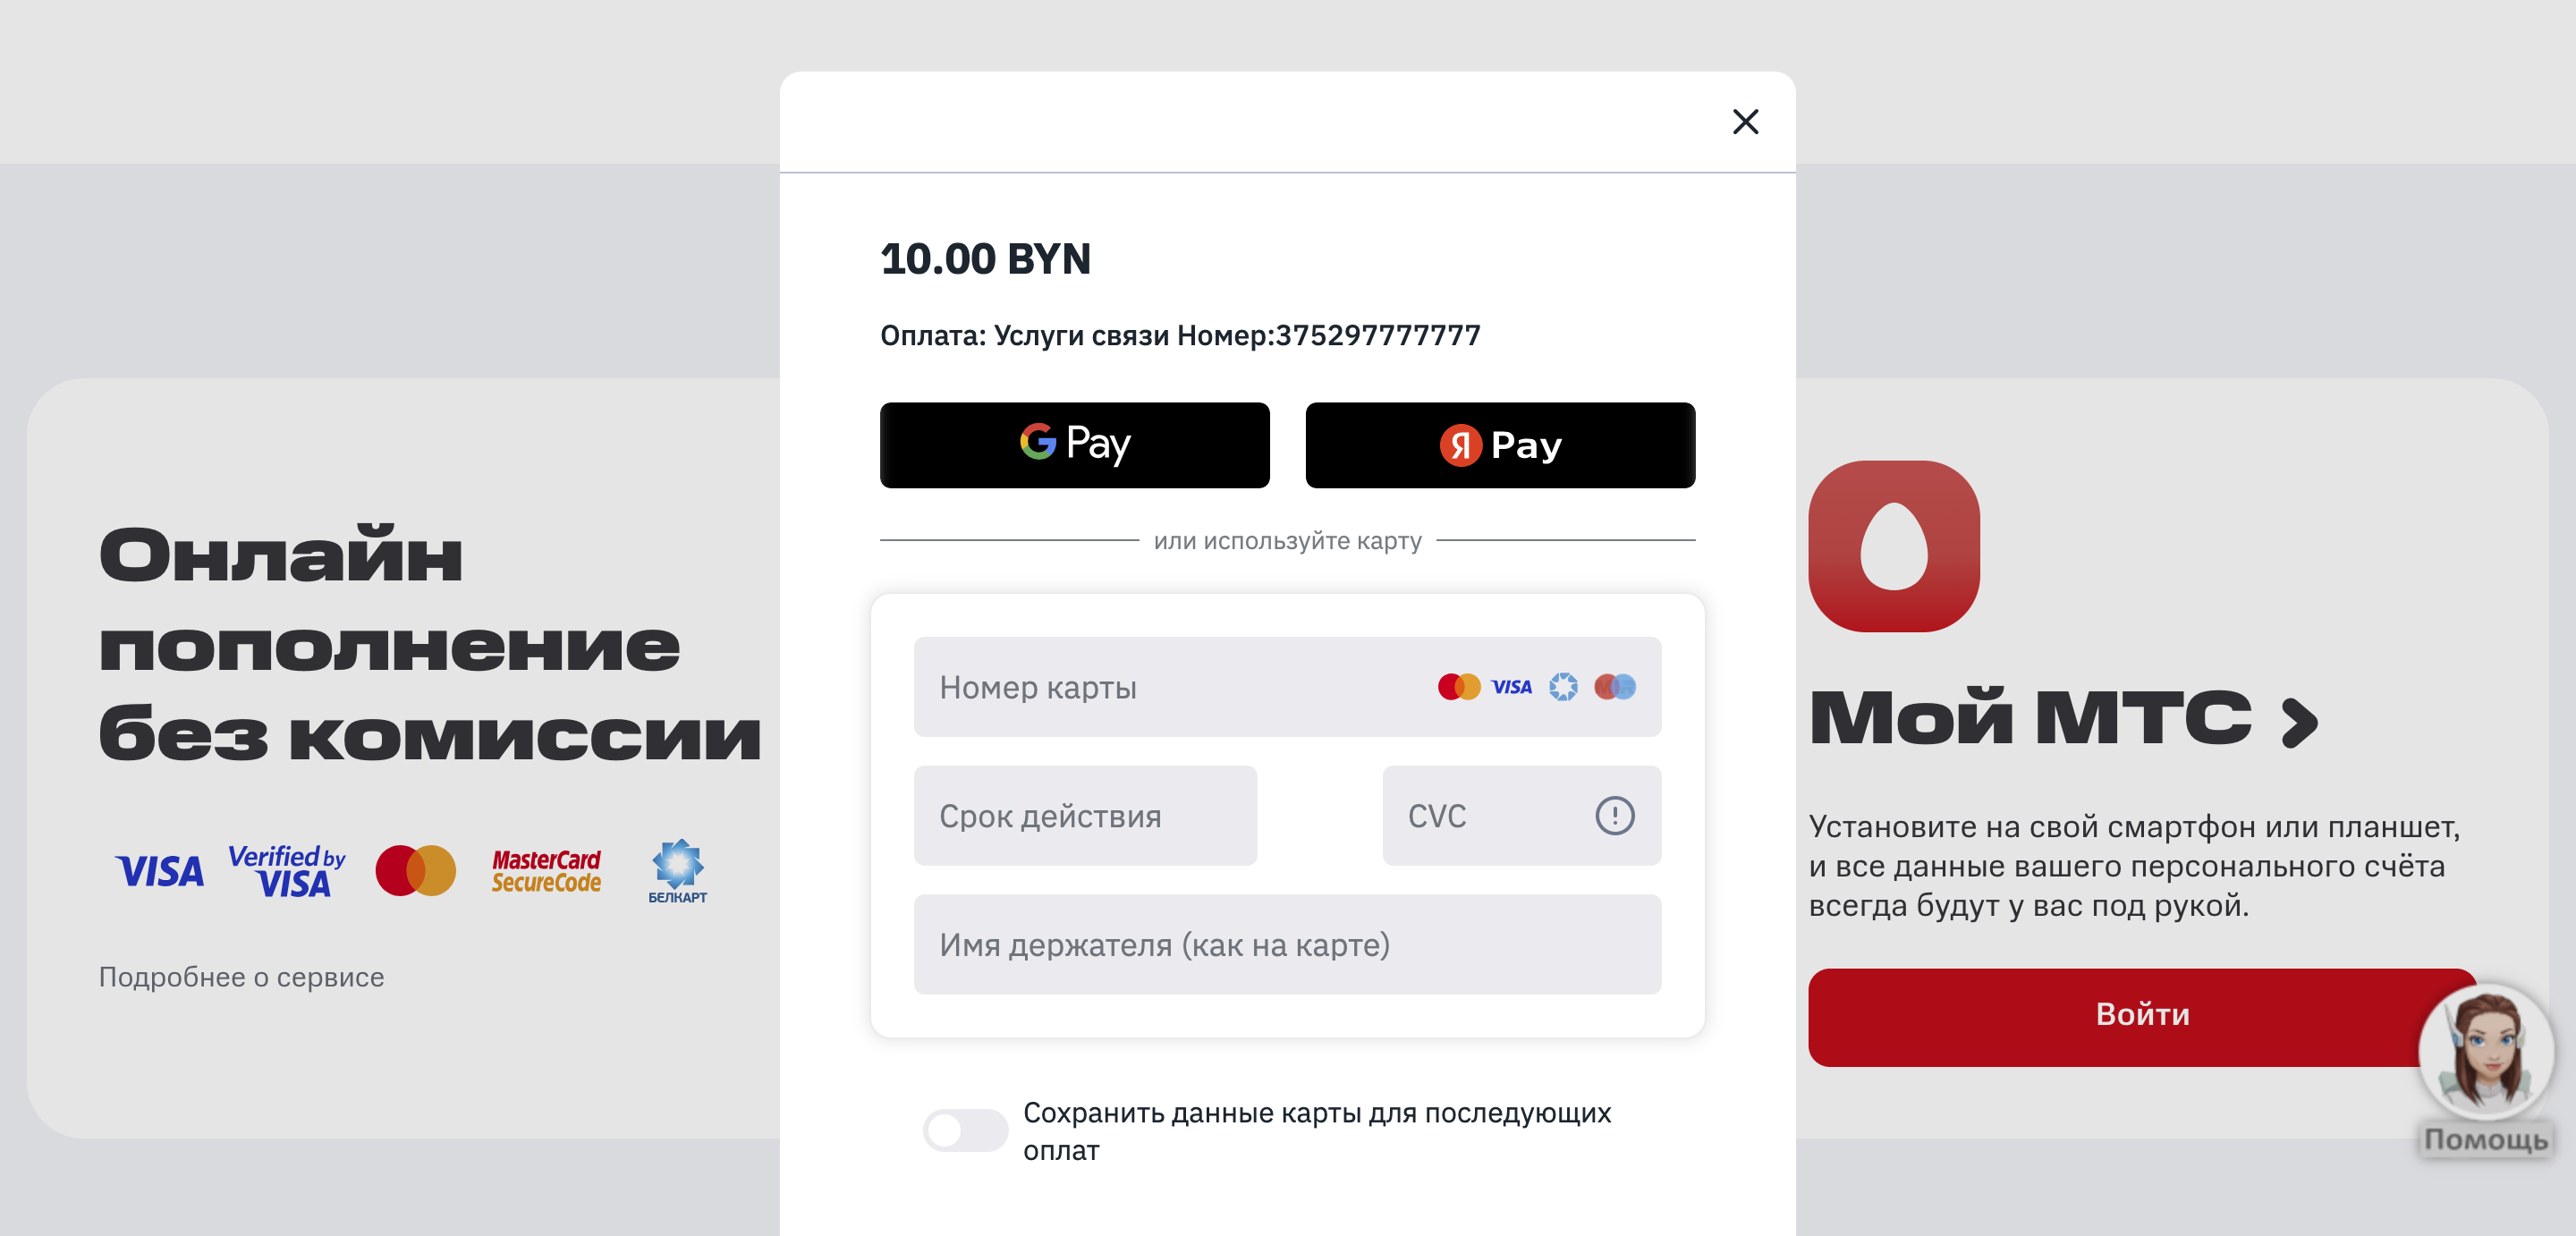 10.00 BYN
Оплата: Услуги связи Номер:375297777777
G Pay
Я Pay
или используйте карту
Номер карты
VISA
Срок действия
CVC
Имя держателя (как на карте)
Сохранить данные карты для последующих
оплат
Онлайн
пополнение
без комиссии
VISA
Verified by
VISA
MasterCard
SecureCode
БЕЛКАРТ
Подробнее о сервисе
Мой МТС
Установите на свой смартфон или планшет,
и все данные вашего персонального счёта
всегда будут у вас под рукой.
Войти
Помощь